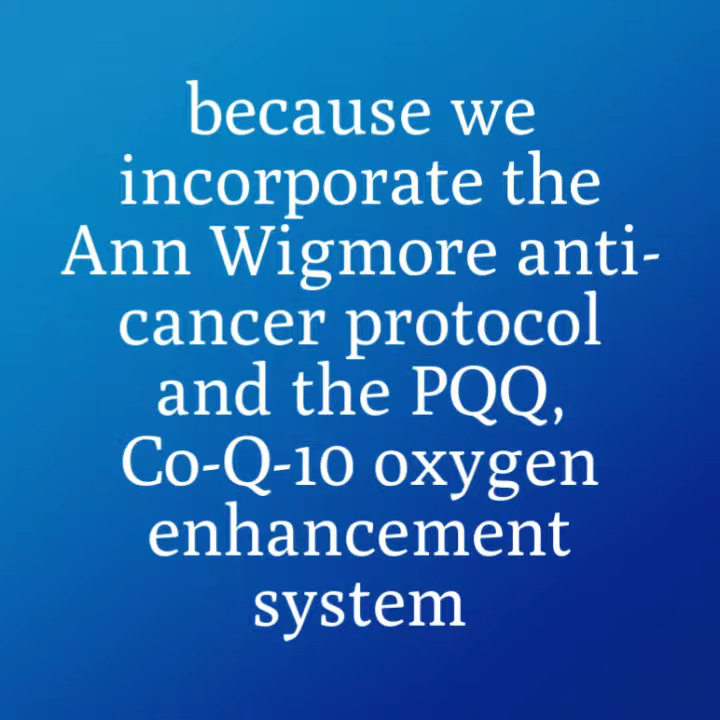 because we
incorporate the
Ann Wigmore anti-
cancer protocol
and the PQQ,
Co-Q-10 oxygen
enhancement
system